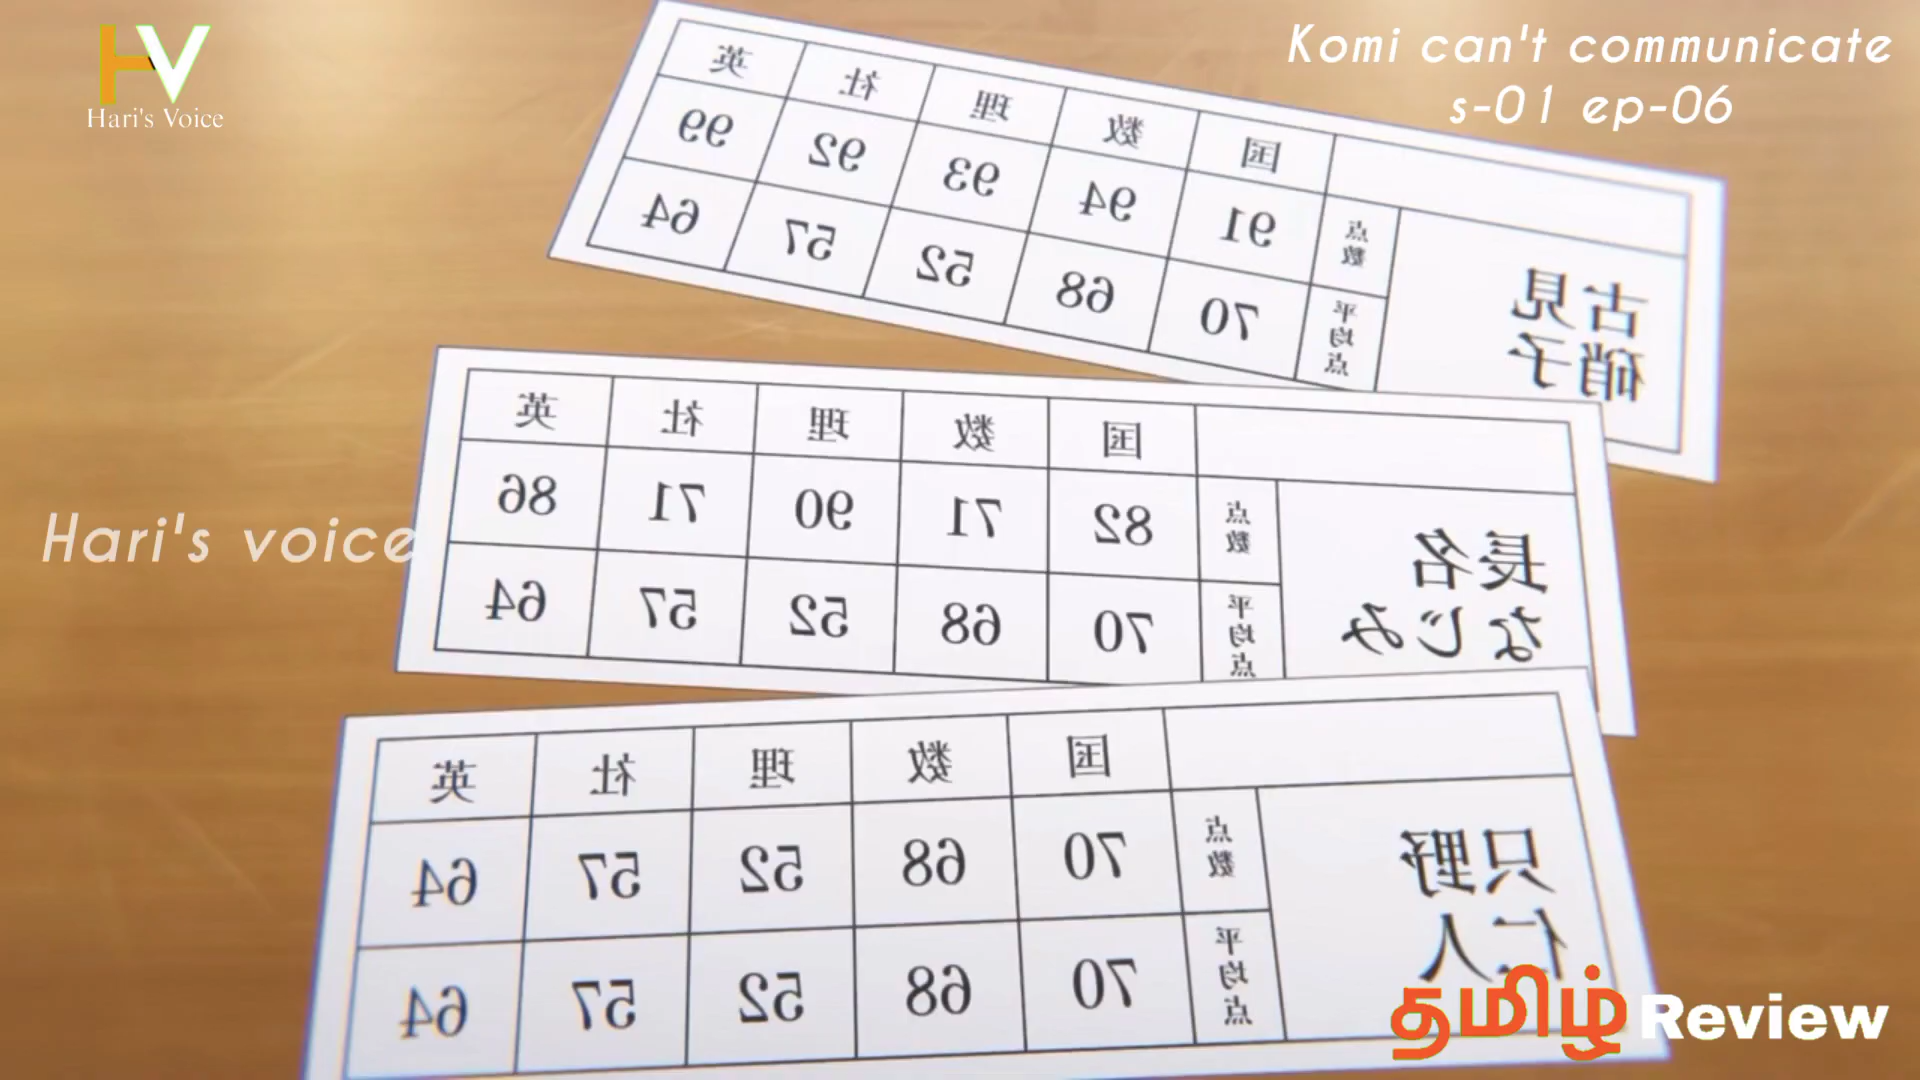 HV
Hari's Voice
Komi can't communicate
s-01 ep-06
国 数 理 社 英
点数 91 94 93 92 99
古見
硝子
平均点 70 68 52 57 64
Hari's voice
国 数 理 社 英
点数 82 71 90 71 86
長名
なじみ
平均点 70 68 52 57 64
国 数 理 社 英
点数 70 68 52 57 64
只野
仁人
平均点 70 68 52 57 64
தமிழ் Review